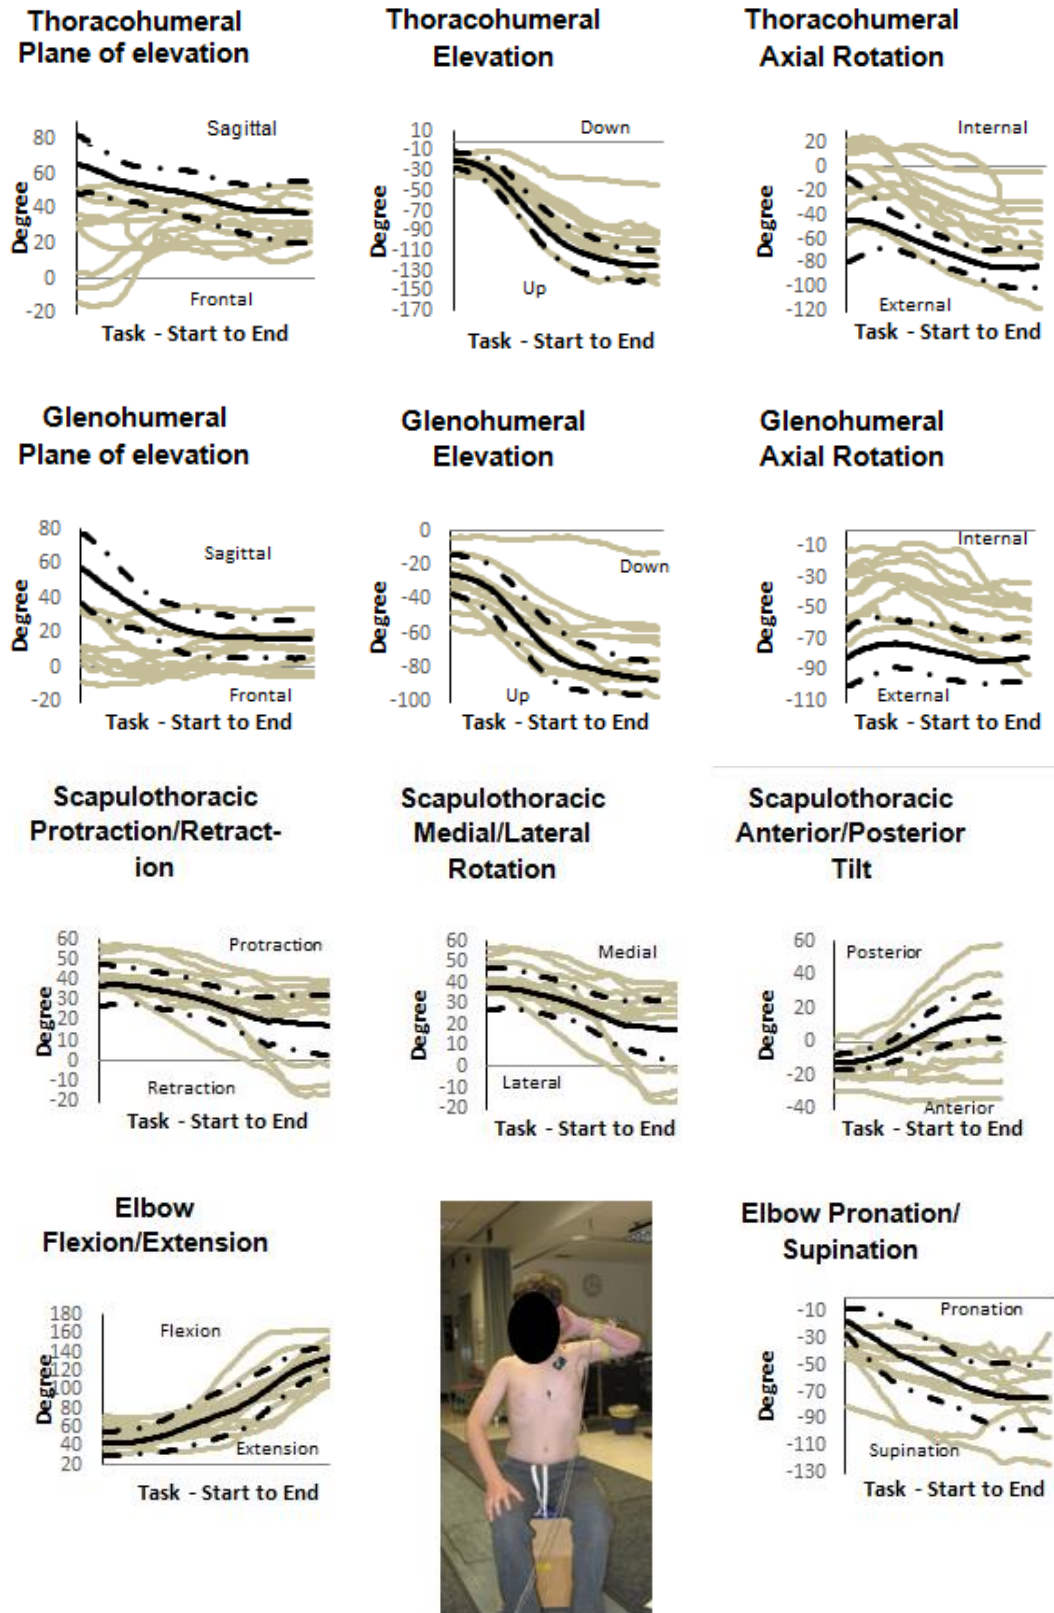 Thoracohumeral
Plane of elevation
Thoracohumeral
Elevation
Thoracohumeral
Axial Rotation
Degree
80
60
40
20
0
-20
Sagittal
Frontal
Task - Start to End
Degree
10
-10
-30
-50
-70
-90
-110
-130
-150
-170
Down
Up
Task - Start to End
Degree
20
0
-20
-40
-60
-80
-100
-120
Internal
External
Task - Start to End
Glenohumeral
Plane of elevation
Glenohumeral
Elevation
Glenohumeral
Axial Rotation
Degree
80
60
40
20
0
-20
Sagittal
Frontal
Task - Start to End
Degree
0
-20
-40
-60
-80
-100
Down
Up
Task - Start to End
Degree
-10
-30
-50
-70
-90
-110
Internal
External
Task - Start to End
Scapulothoracic
Protraction/Retract-
ion
Scapulothoracic
Medial/Lateral
Rotation
Scapulothoracic
Anterior/Posterior
Tilt
Degree
60
50
40
30
20
10
0
-10
-20
Protraction
Retraction
Task - Start to End
Degree
60
50
40
30
20
10
0
-10
-20
Medial
Lateral
Task - Start to End
Degree
60
40
20
0
-20
-40
Posterior
Anterior
Task - Start to End
Elbow
Flexion/Extension
Elbow Pronation/
Supination
Degree
180
160
140
120
100
80
60
40
20
Flexion
Extension
Task - Start to End
Degree
-10
-30
-50
-70
-90
-110
-130
Pronation
Supination
Task - Start to End